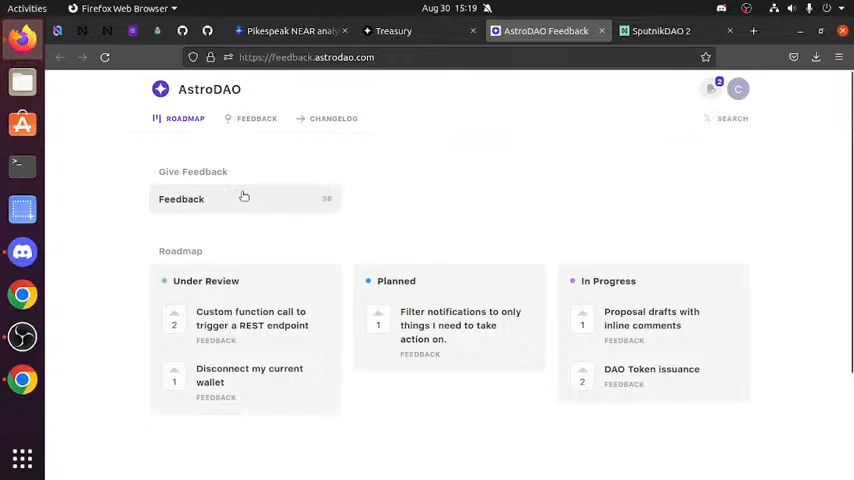 Activities
Firefox Web Browser
Aug 30 15:19
Pikespeak NEAR analy
Treasury
AstroDAO Feedback
SputnikDAO 2
https://feedback.astrodao.com
AstroDAO
2
C
ROADMAP
FEEDBACK
CHANGELOG
SEARCH
Give Feedback
Feedback
36
Roadmap
Under Review
Planned
In Progress
2
Custom function call to
trigger a REST endpoint
FEEDBACK
1
Disconnect my current
wallet
FEEDBACK
1
Filter notifications to only
things I need to take
action on.
FEEDBACK
1
Proposal drafts with
inline comments
FEEDBACK
2
DAO Token issuance
FEEDBACK